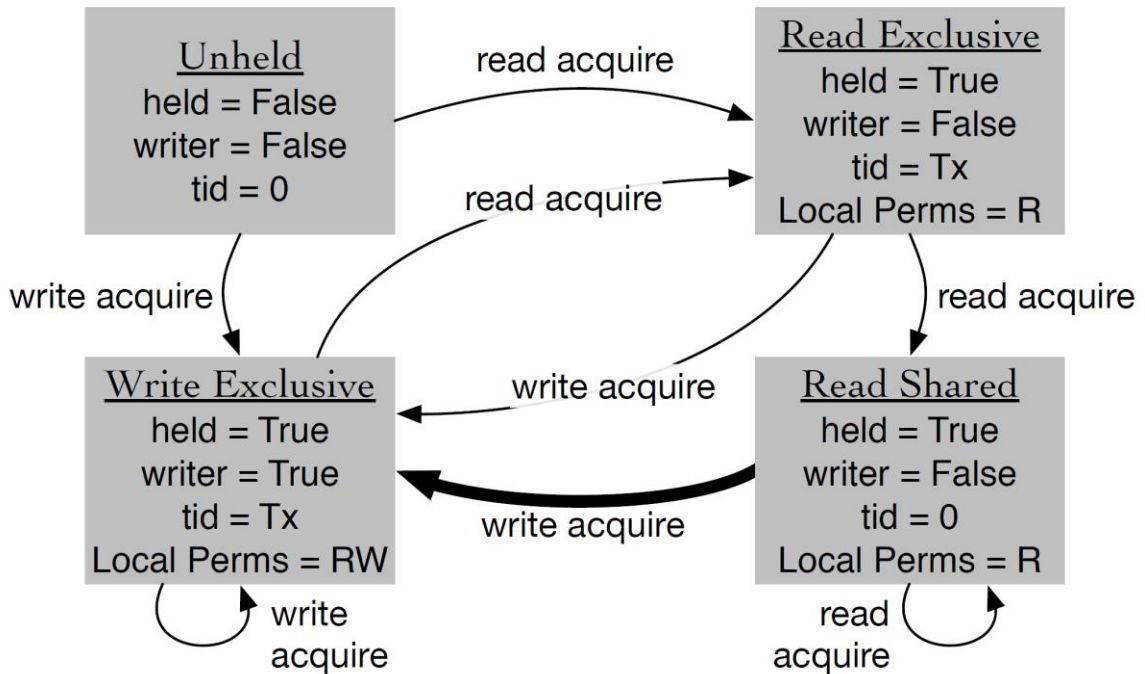 Unheld
held = False
writer = False
tid = 0
read acquire
Read Exclusive
held = True
writer = False
tid = Tx
Local Perms = R
read acquire
write acquire
read acquire
Write Exclusive
held = True
writer = True
tid = Tx
Local Perms = RW
write acquire
write acquire
Read Shared
held = True
writer = False
tid = 0
Local Perms = R
write
acquire
read
acquire